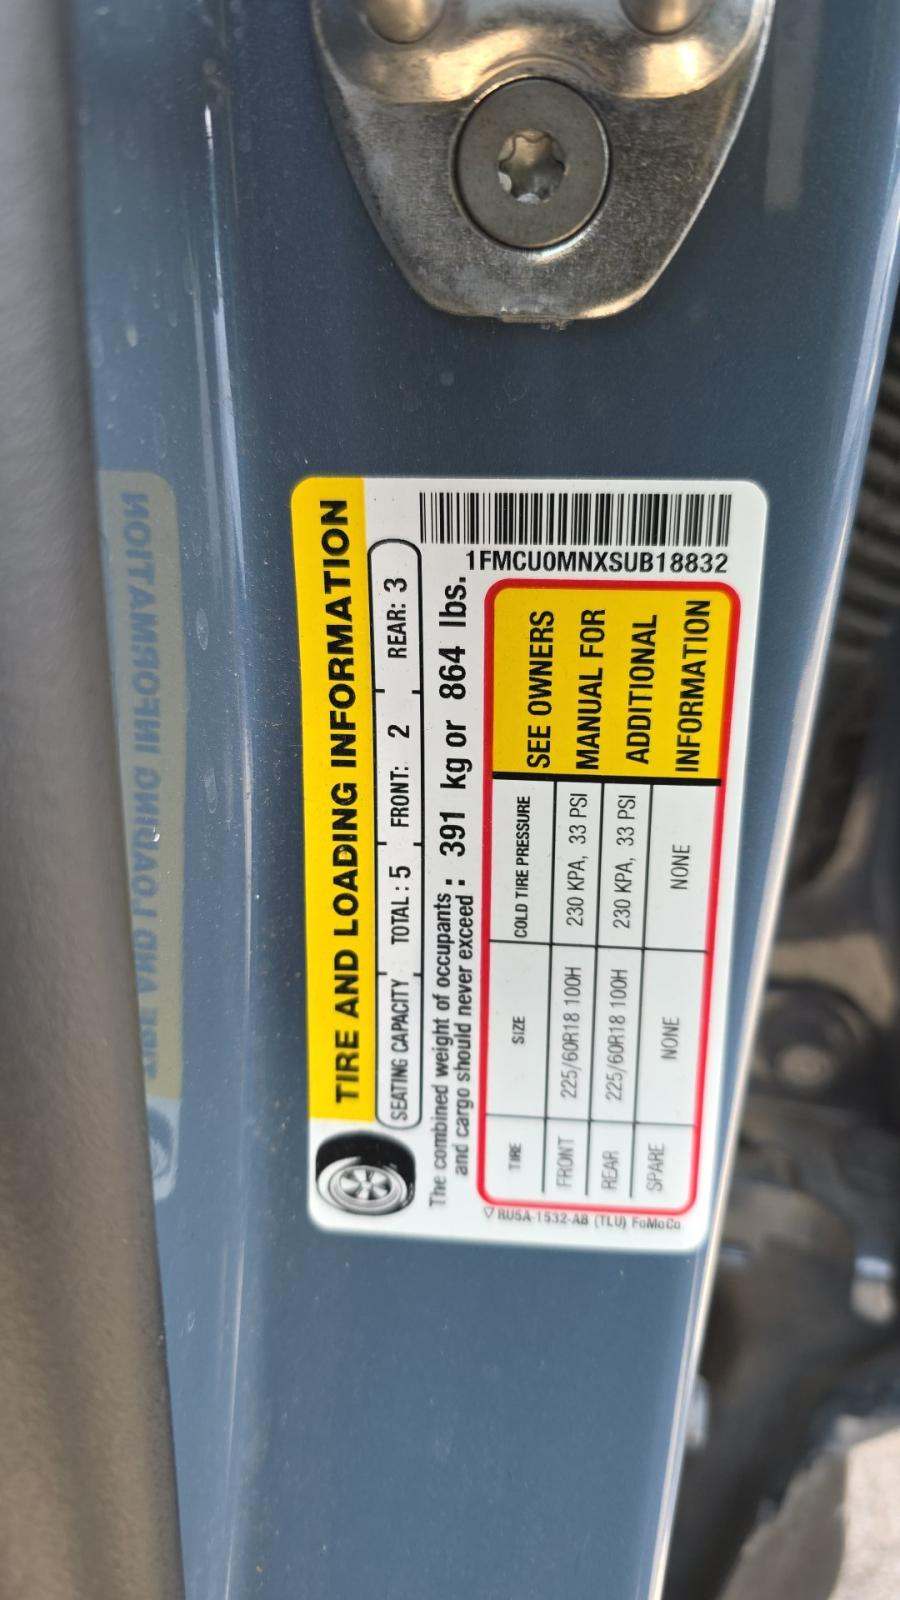 TIRE AND LOADING INFORMATION
SEATING CAPACITY TOTAL : 5 FRONT: 2 REAR: 3
The combined weight of occupants
and cargo should never exceed : 391 kg or 864 lbs.
1FMCU0MNXSUB18832
TIRE SIZE COLD TIRE PRESSURE
FRONT 225/60R18 100H 230 KPA, 33 PSI
REAR 225/60R18 100H 230 KPA, 33 PSI
SPARE NONE NONE
SEE OWNERS
MANUAL FOR
ADDITIONAL
INFORMATION
RU5A-1532-AB (TLU) FoMoCo